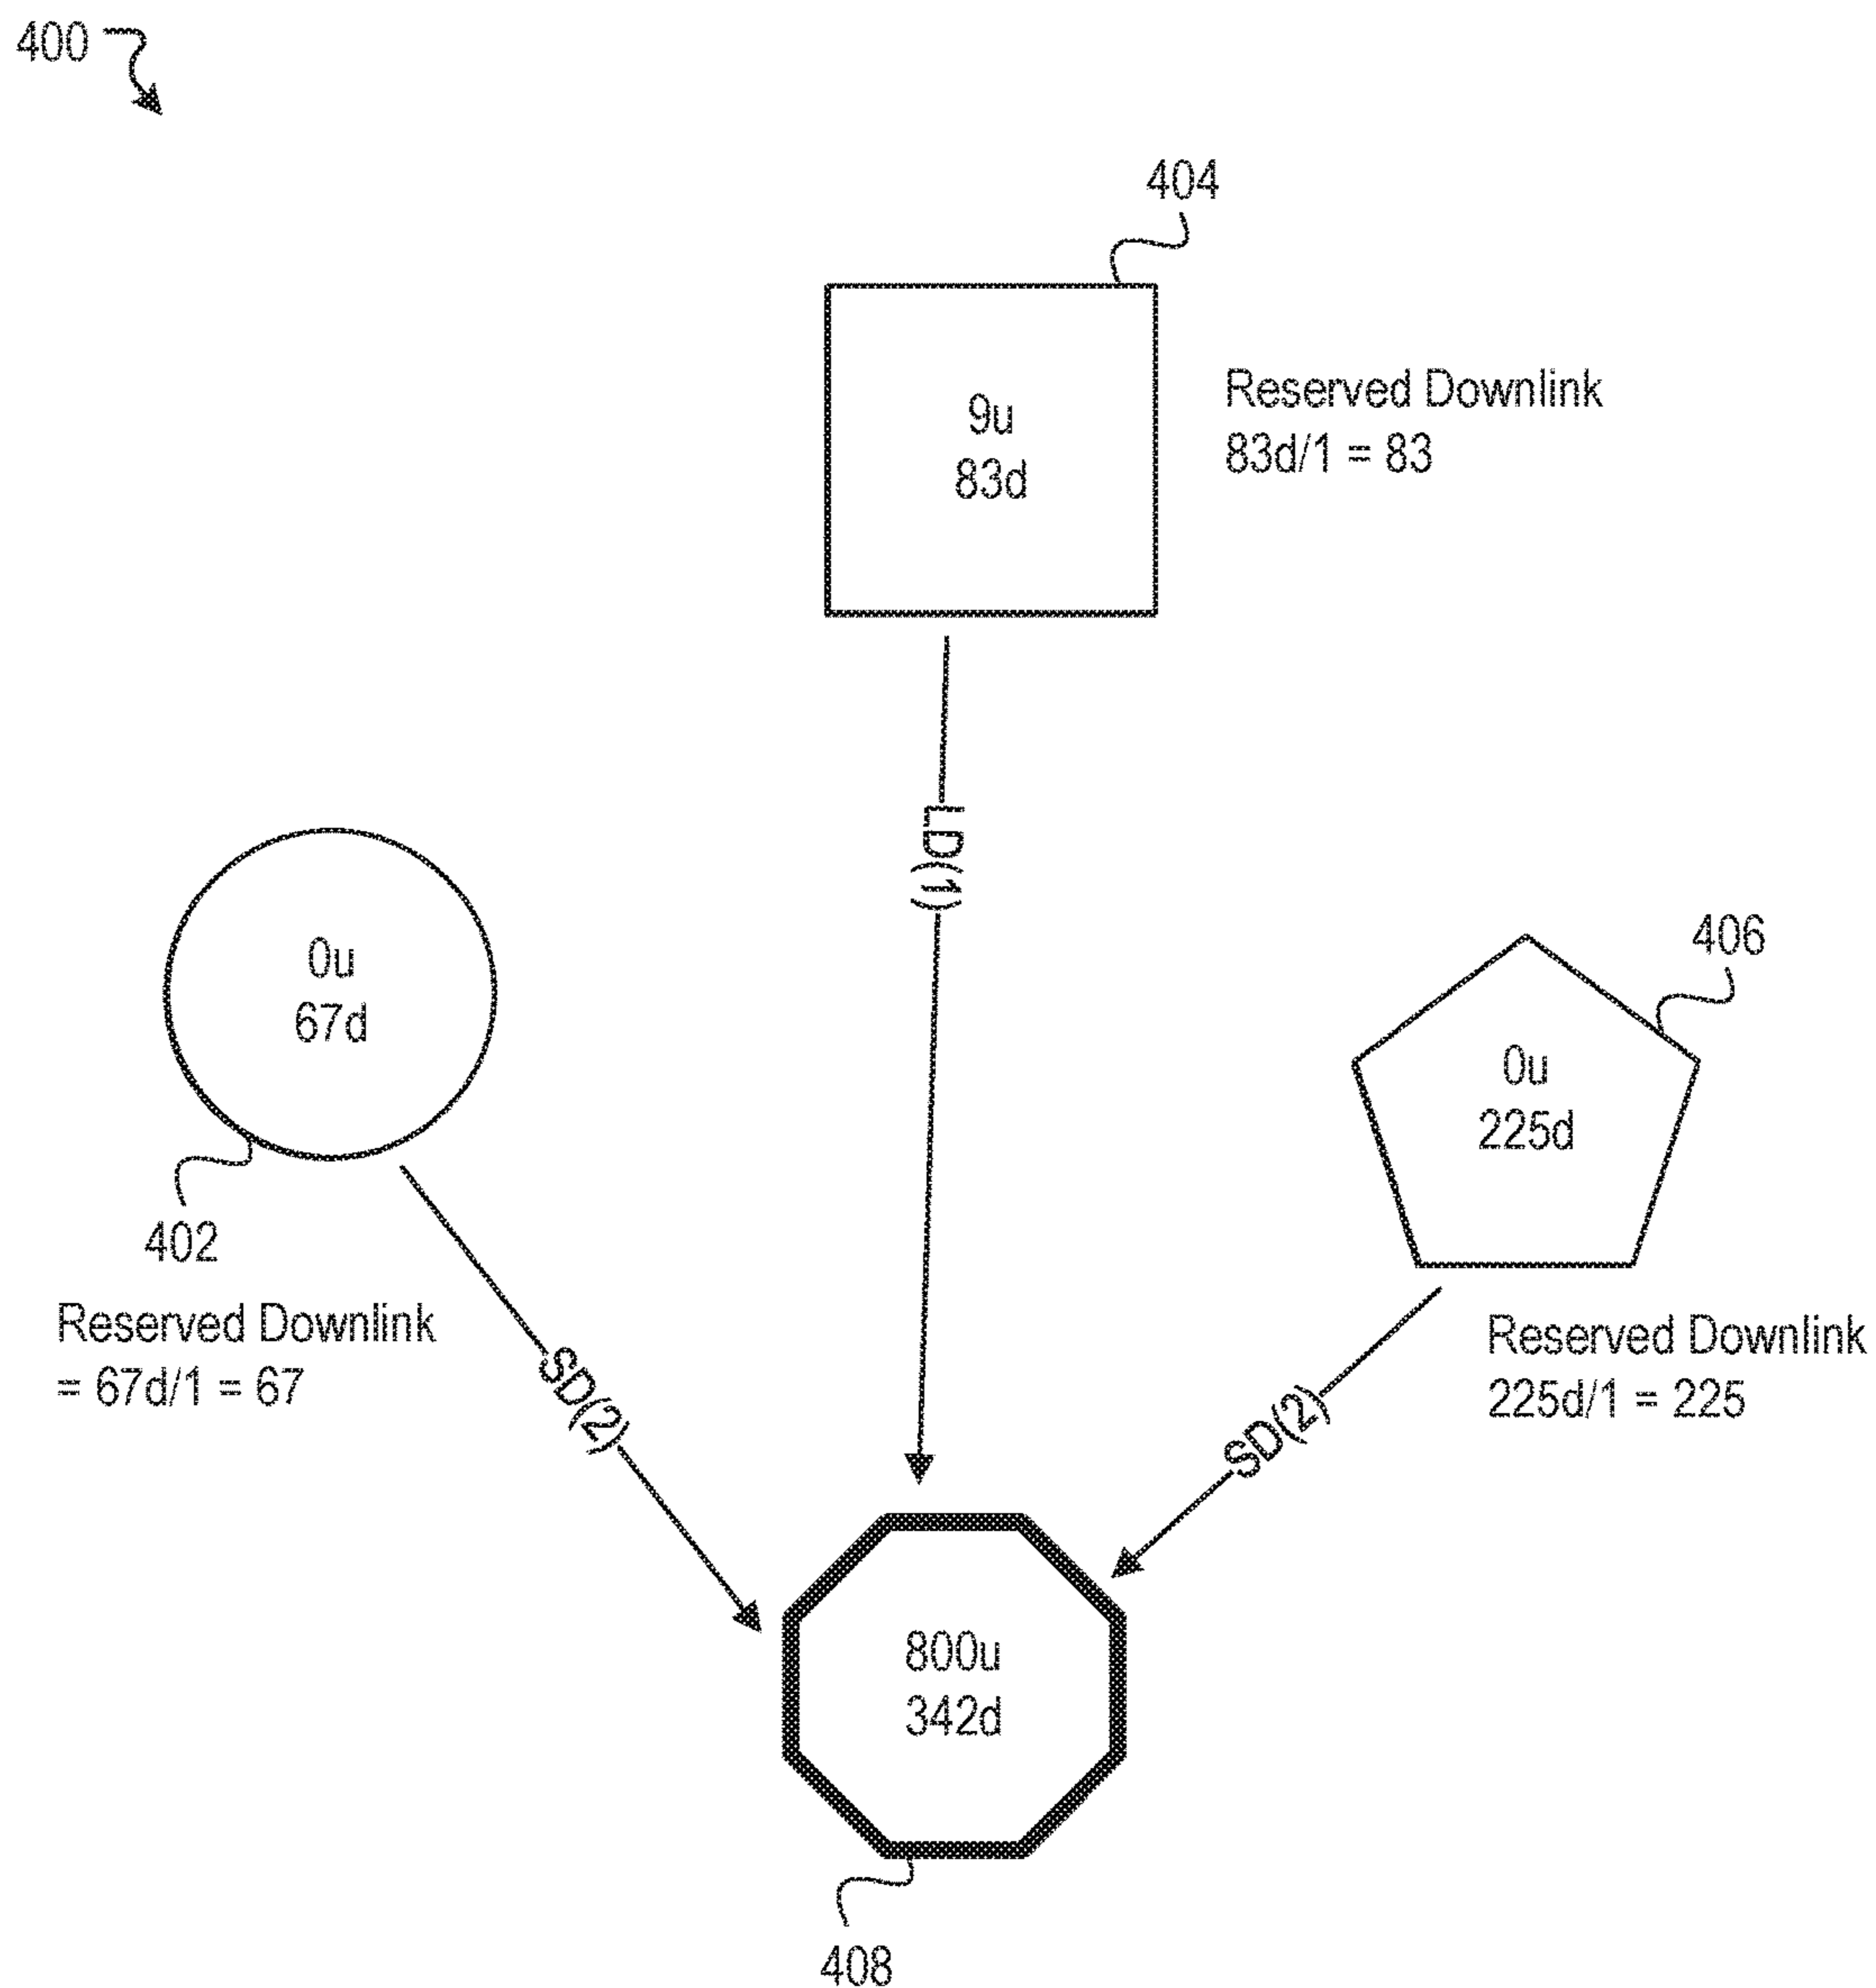 400
404
9u
83d
Reserved Downlink
83d/1 = 83
LD(1)
0u
67d
402
Reserved Downlink
= 67d/1 = 67
SD(2)
406
0u
225d
Reserved Downlink
225d/1 = 225
SD(2)
800u
342d
408